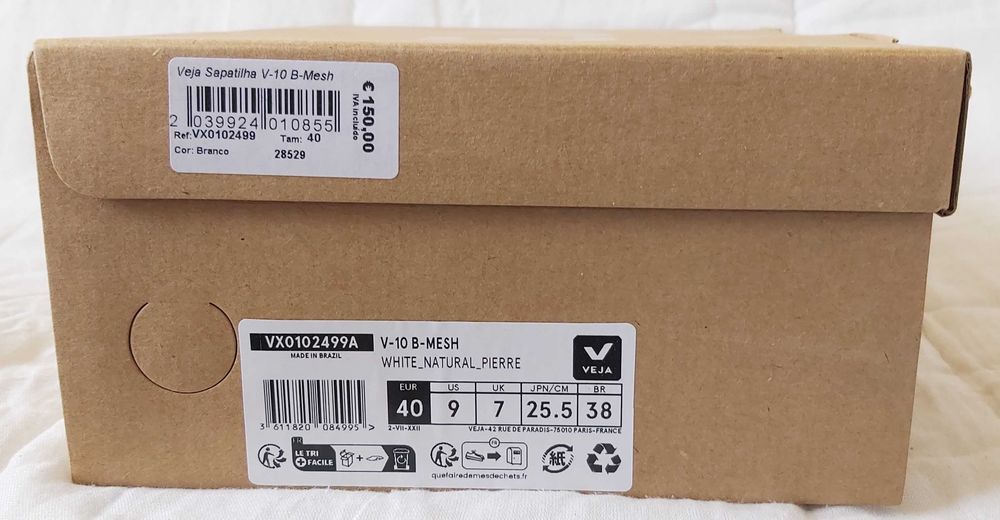 Veja Sapatilha V-10 B-Mesh
2 039924 010855
Ref:VX0102499 Tam: 40
Cor: Branco 28529
€ 150,00
IVA incluído
VX0102499A
MADE IN BRAZIL
V-10 B-MESH
WHITE_NATURAL_PIERRE
VEJA
EUR US UK JPN/CM BR
40 9 7 25.5 38
2-VII-XXII VEJA-42 RUE DE PARADIS-75010 PARIS-FRANCE
3 611820 084995 >
FR
LE TRI
+ FACILE
+
FR
quefairedemesdechets.fr
紙